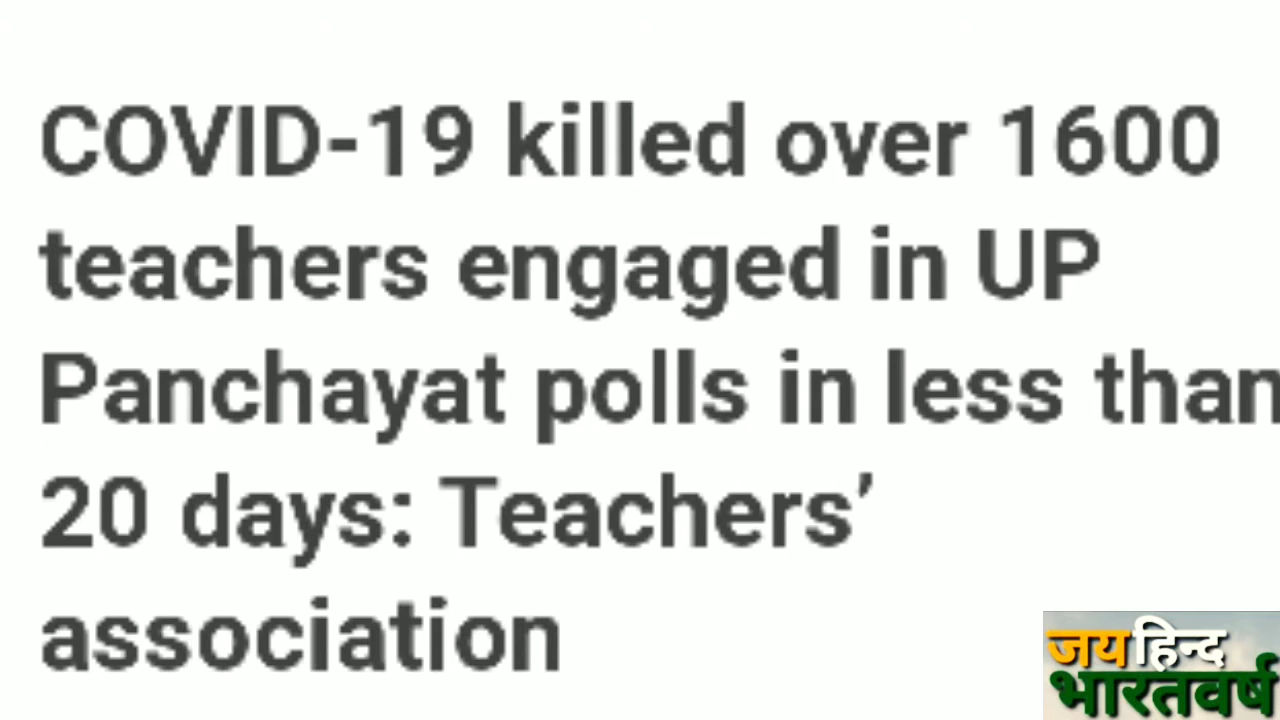 COVID-19 killed over 1600
teachers engaged in UP
Panchayat polls in less than
20 days: Teachers’
association
जय हिन्द
भारतवर्ष